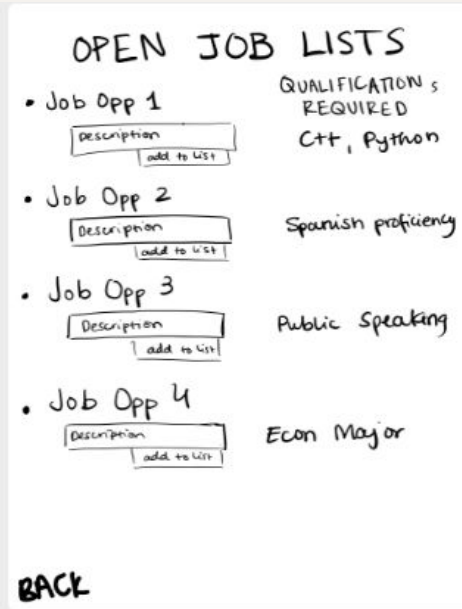 OPEN JOB LISTS
QUALIFICATIONS
REQUIRED
• Job Opp 1
Description
add to List
C++, Python
• Job Opp 2
Description
add to List
Spanish proficiency
• Job Opp 3
Description
add to List
Public Speaking
• Job Opp 4
Description
add to List
Econ Major
BACK